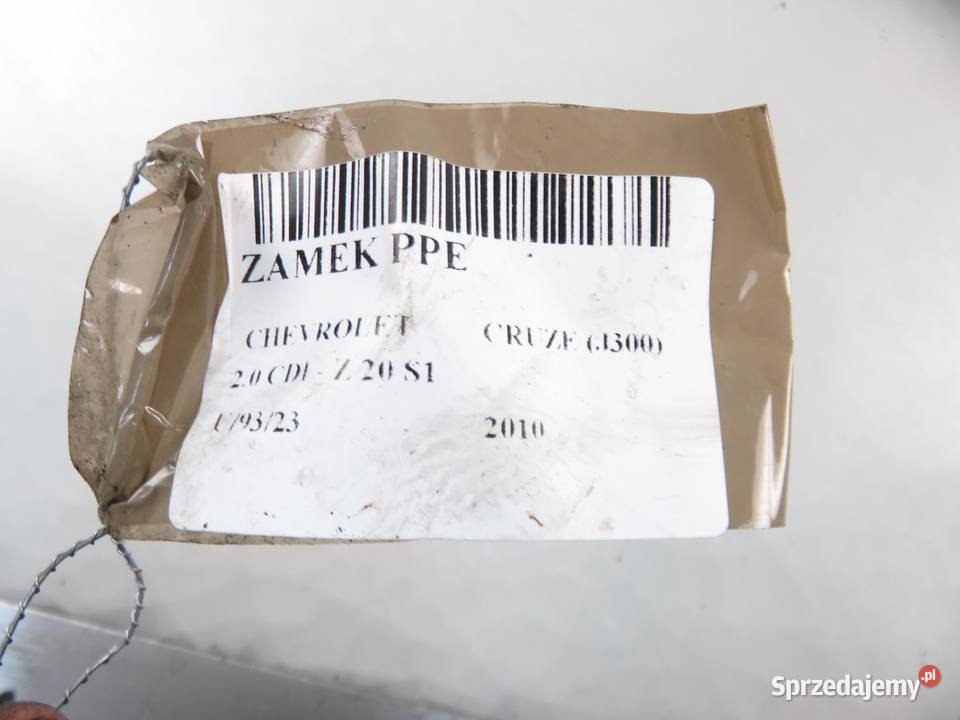 ZAMEK PPE
CHEVROLET CRUZE (J300)
2.0 CDI - Z 20 S1
U/93/23 2010
Sprzedajemy.pl